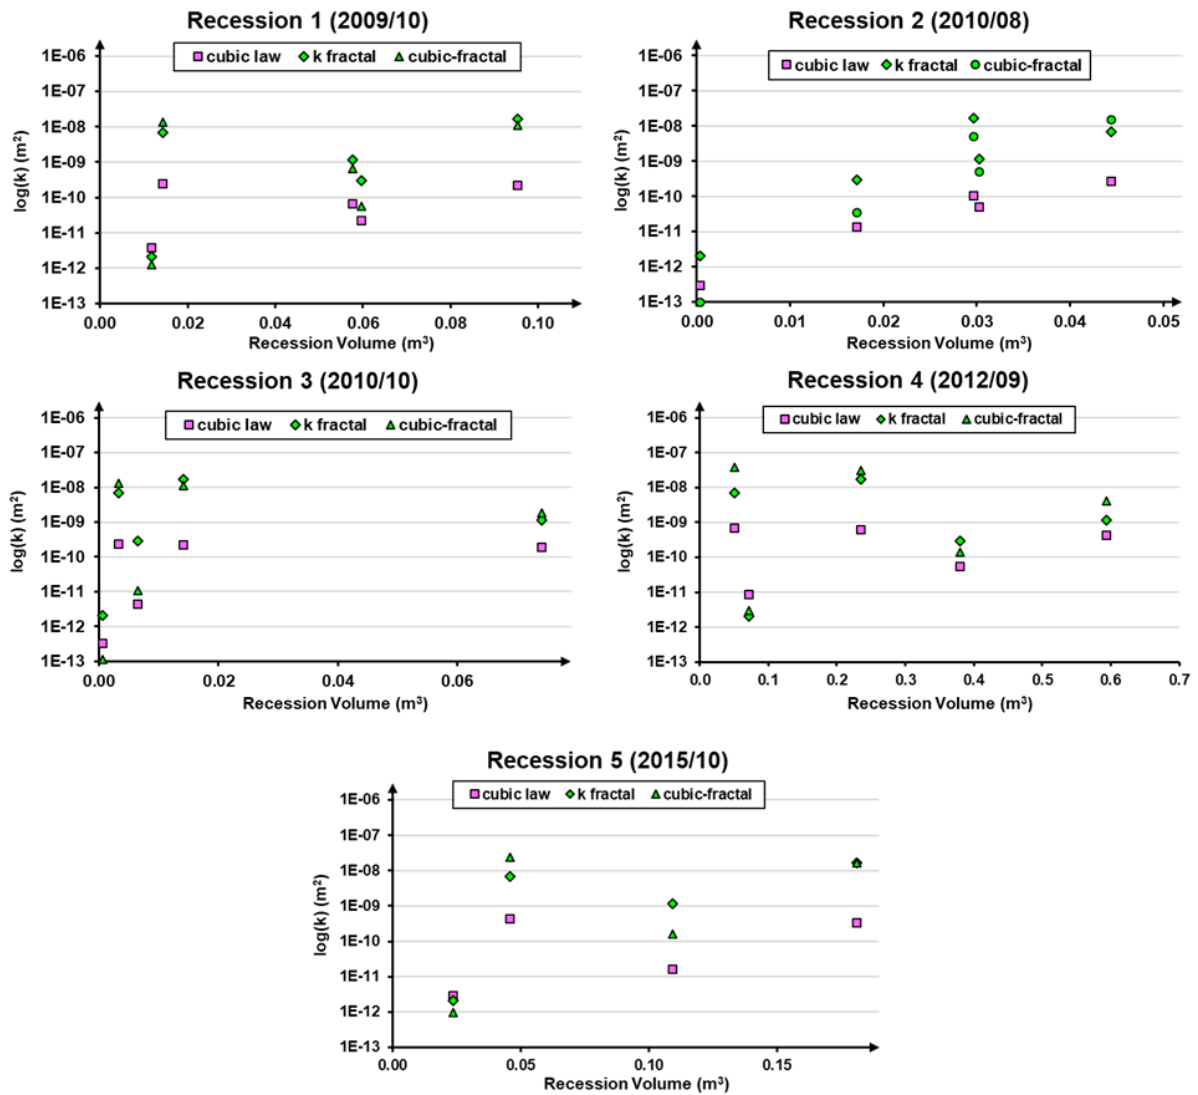 Recession 1 (2009/10)
cubic law k fractal cubic-fractal
1E-06
1E-07
1E-08
1E-09
1E-10
1E-11
1E-12
1E-13
log(k) (m²)
0.00 0.02 0.04 0.06 0.08 0.10
Recession Volume (m³)
Recession 2 (2010/08)
cubic law k fractal cubic-fractal
1E-06
1E-07
1E-08
1E-09
1E-10
1E-11
1E-12
1E-13
log(k) (m²)
0.00 0.01 0.02 0.03 0.04 0.05
Recession Volume (m³)
Recession 3 (2010/10)
cubic law k fractal cubic-fractal
1E-06
1E-07
1E-08
1E-09
1E-10
1E-11
1E-12
1E-13
log(k) (m²)
0.00 0.02 0.04 0.06
Recession Volume (m³)
Recession 4 (2012/09)
cubic law k fractal cubic-fractal
1E-06
1E-07
1E-08
1E-09
1E-10
1E-11
1E-12
1E-13
log(k) (m²)
0.0 0.1 0.2 0.3 0.4 0.5 0.6 0.7
Recession Volume (m³)
Recession 5 (2015/10)
cubic law k fractal cubic-fractal
1E-06
1E-07
1E-08
1E-09
1E-10
1E-11
1E-12
1E-13
log(k) (m²)
0.00 0.05 0.10 0.15
Recession Volume (m³)